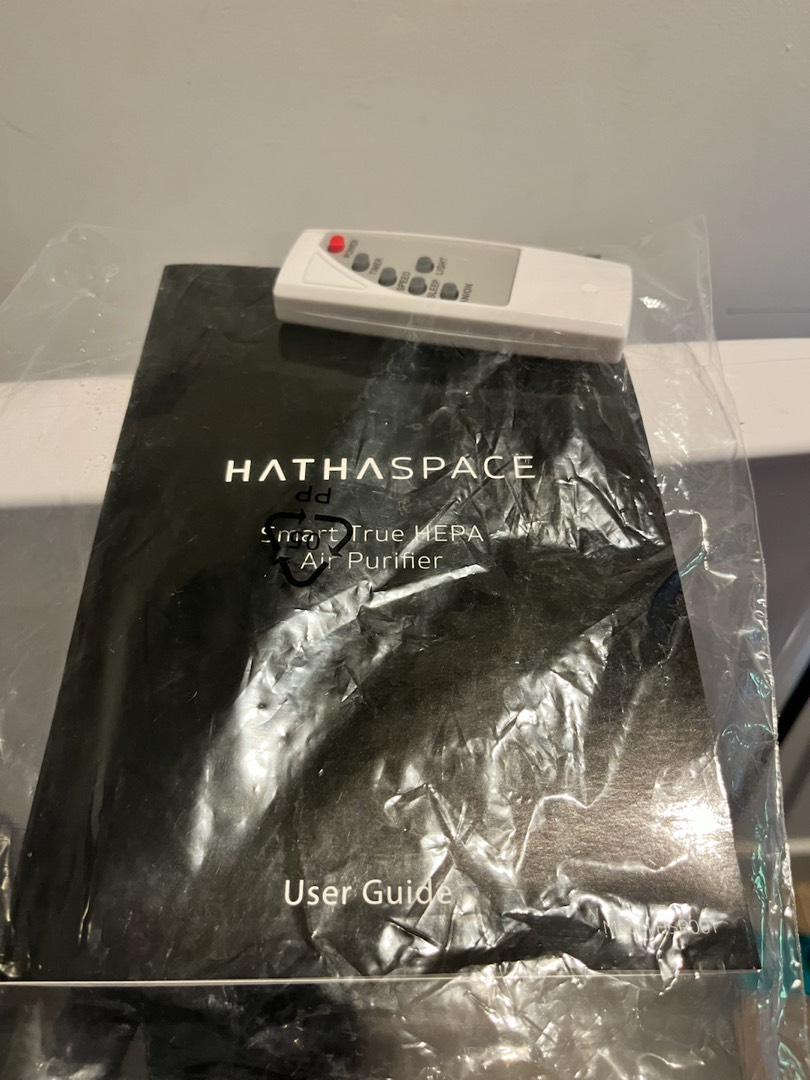 POWER
TIMER
SPEED
LIGHT
SLEEP
ANION
HATHASPACE
PP
Smart True HEPA
Air Purifier
User Guide